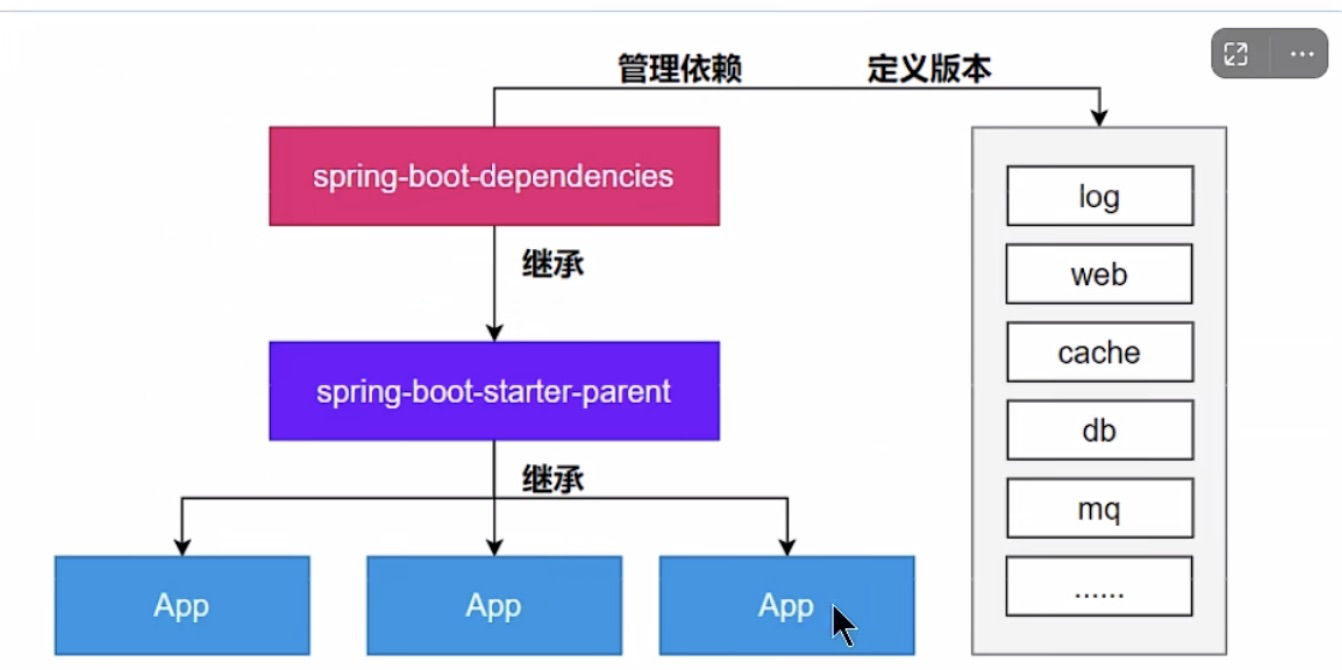 管理依赖 定义版本
spring-boot-dependencies
继承
spring-boot-starter-parent
继承
App App App
log
web
cache
db
mq
......